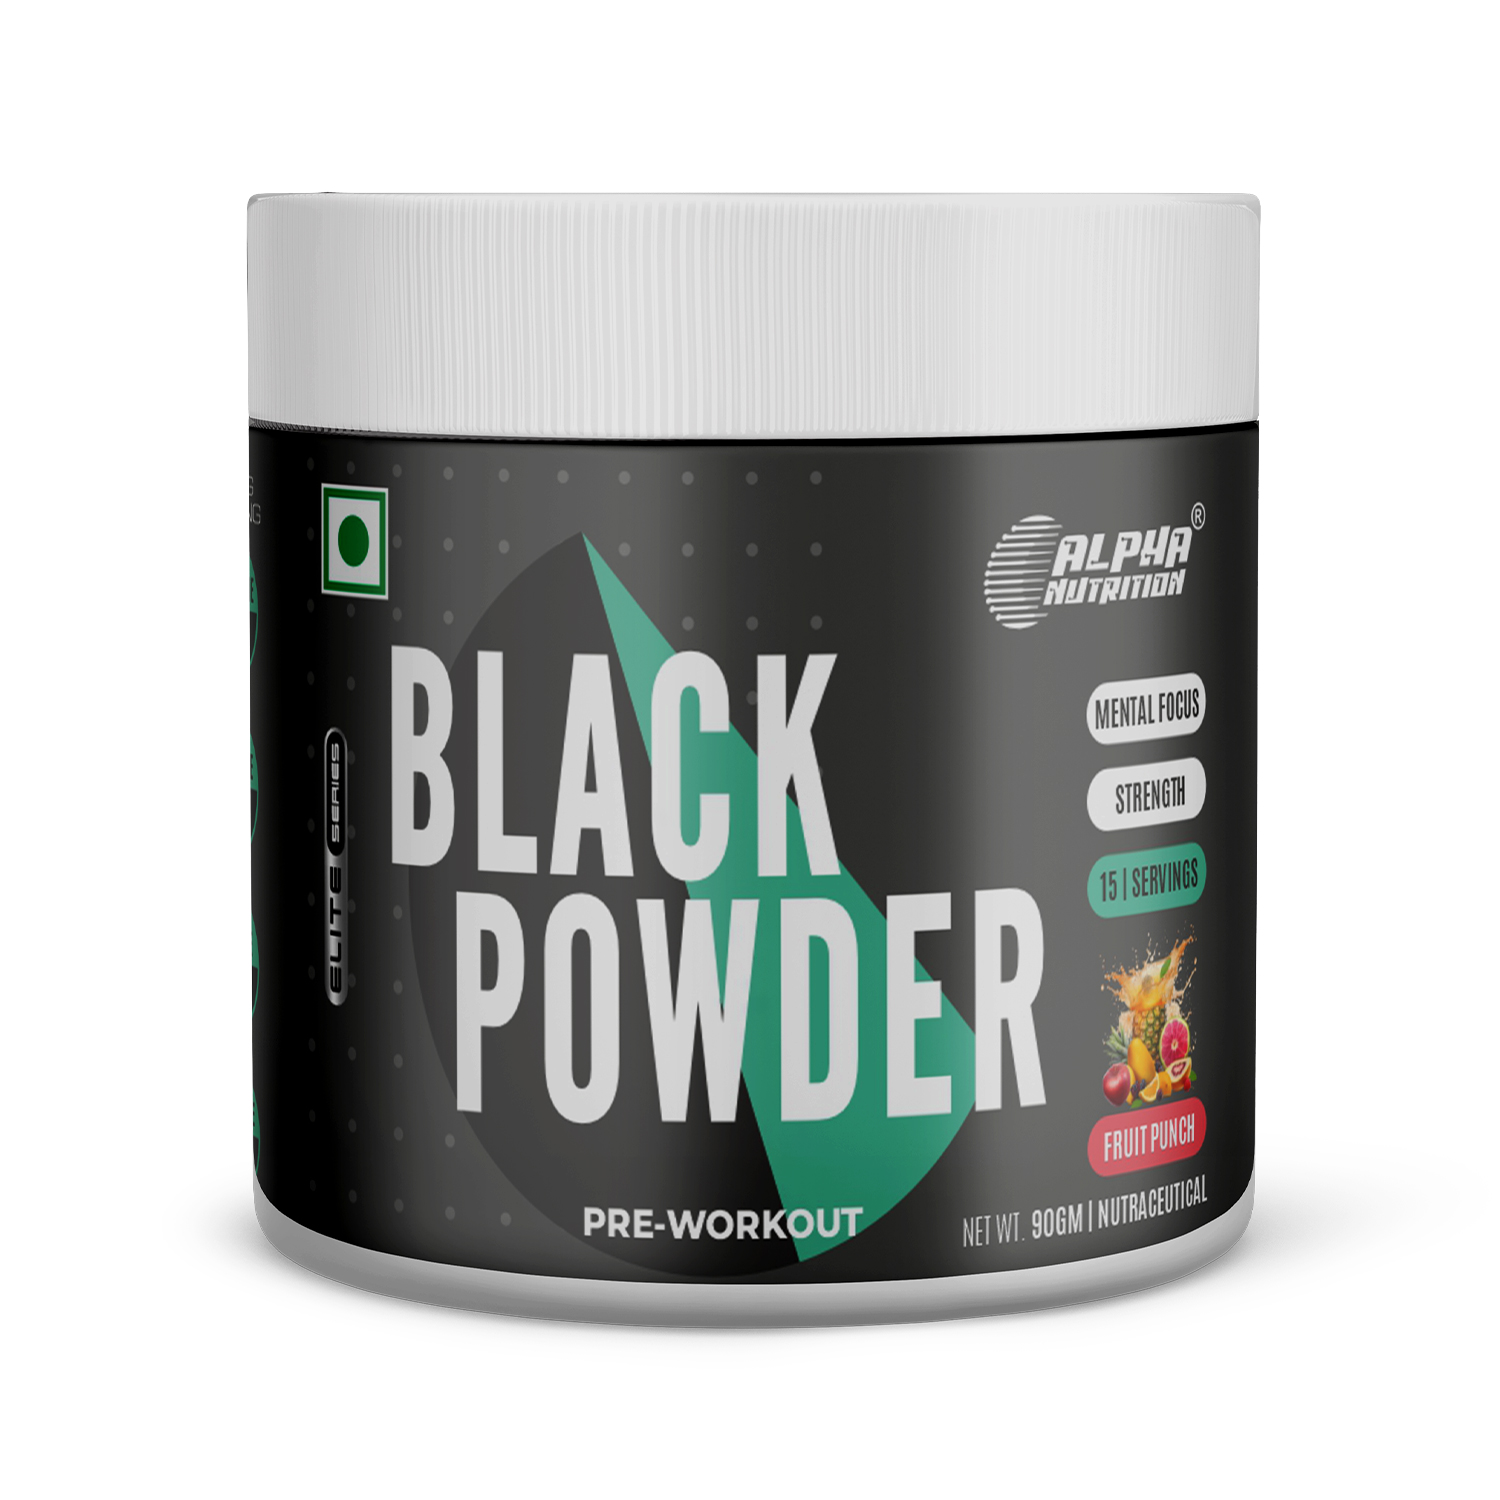 ALPHA®
NUTRITION
BLACK
POWDER
PRE-WORKOUT
ELITE SERIES
MENTAL FOCUS
STRENGTH
15 | SERVINGS
FRUIT PUNCH
NET WT. 90GM | NUTRACEUTICAL